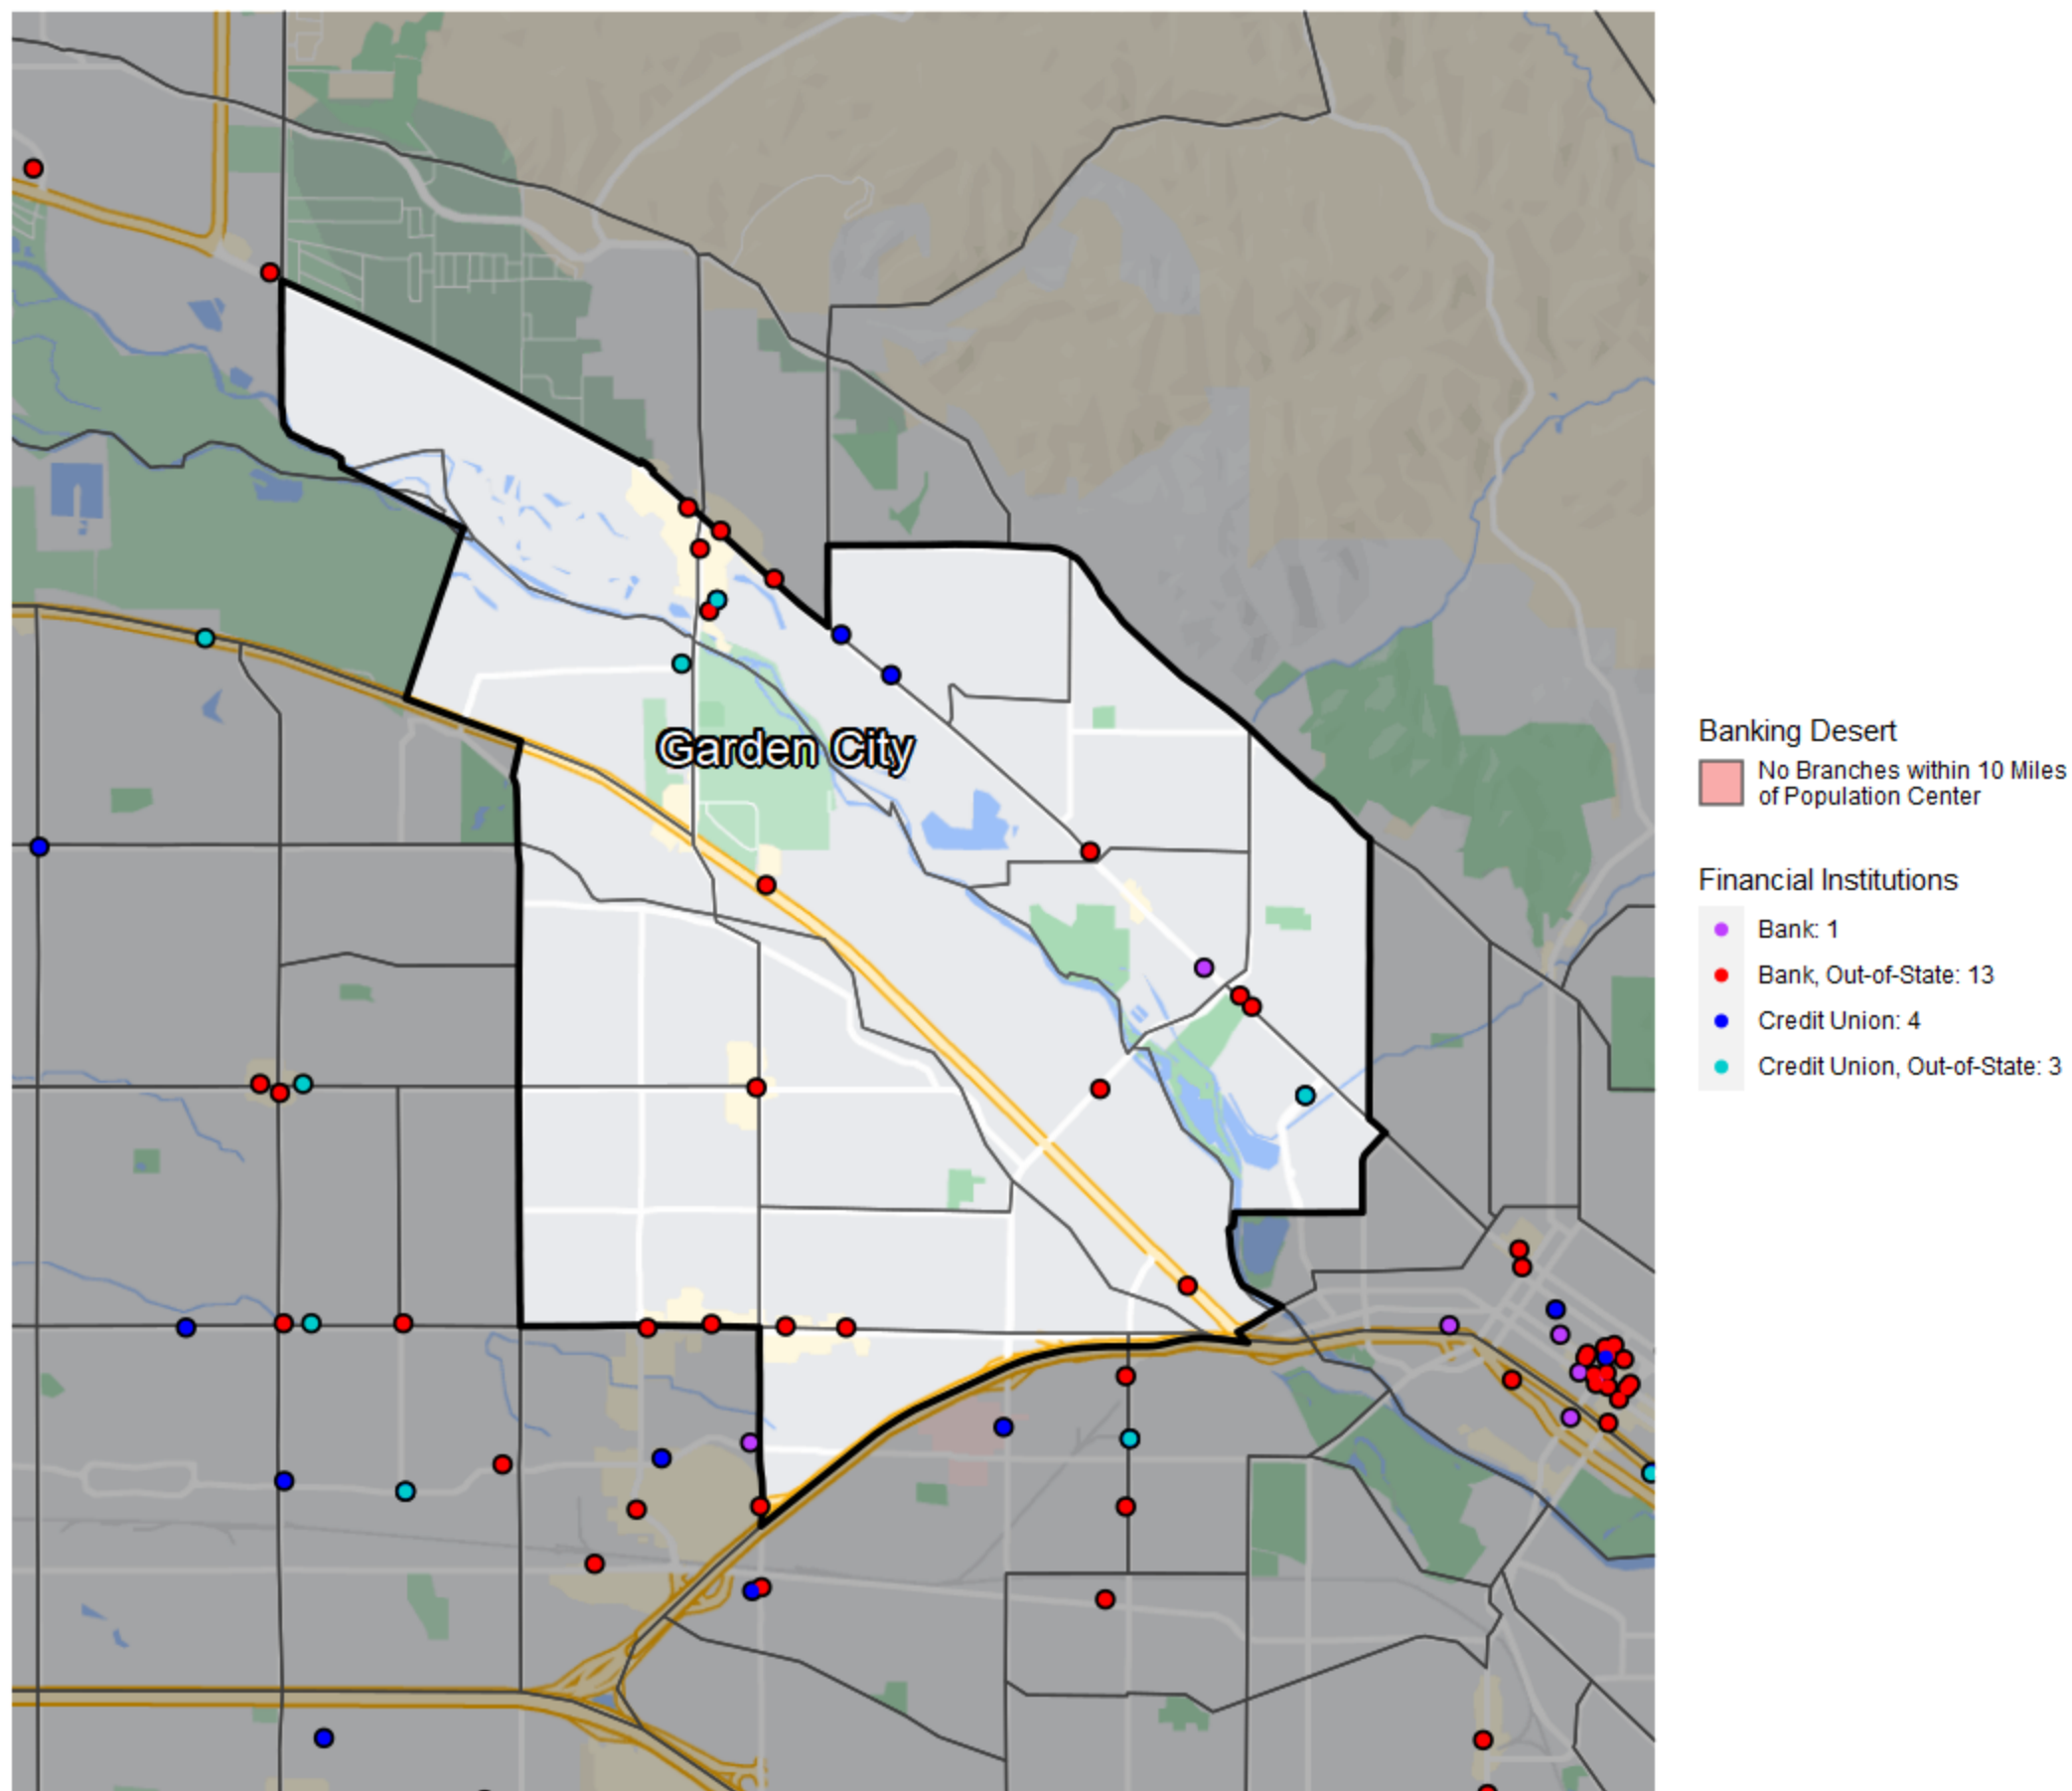 Garden City
Banking Desert
No Branches within 10 Miles
of Population Center
Financial Institutions
Bank: 1
Bank, Out-of-State: 13
Credit Union: 4
Credit Union, Out-of-State: 3